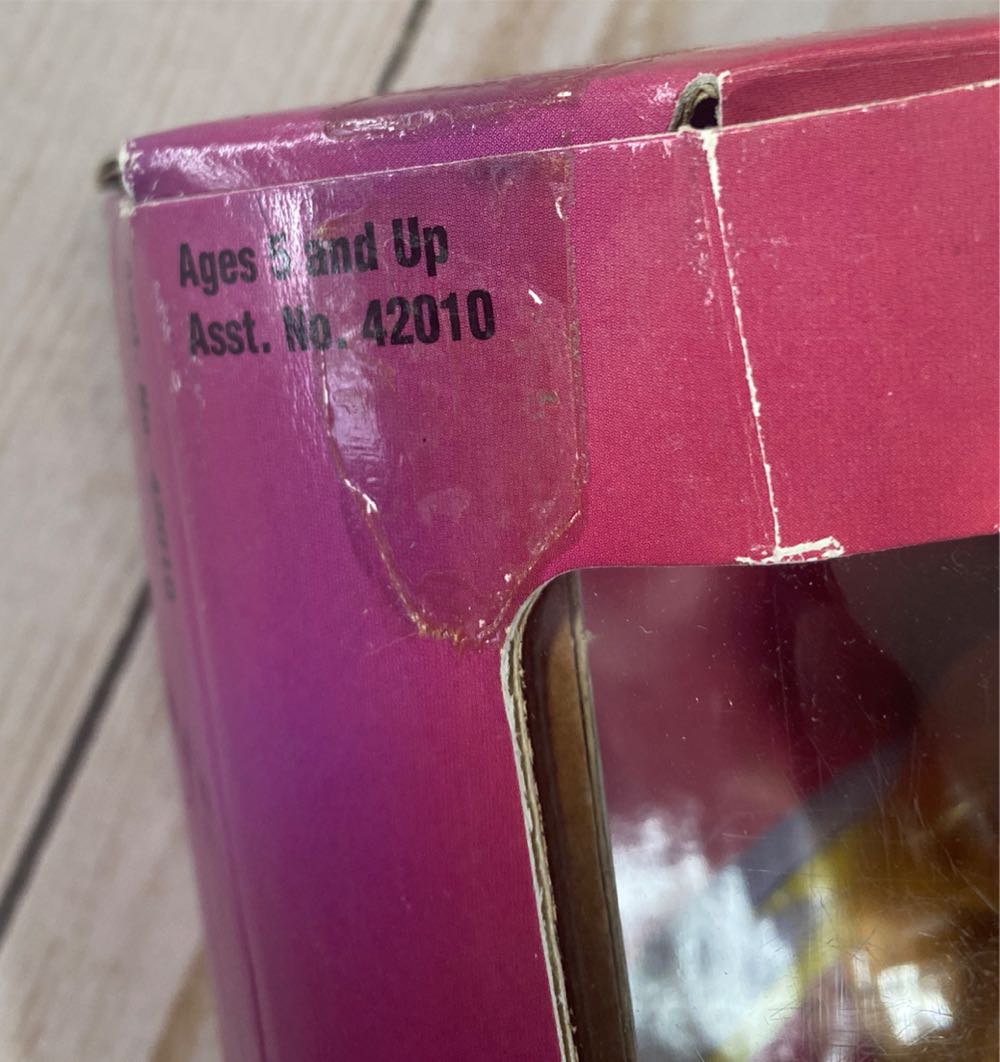 Ages 5 and Up
Asst. No. 42010